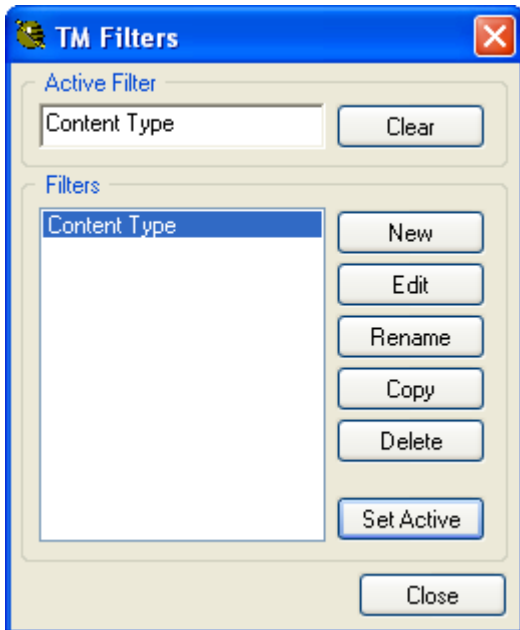 TM Filters
Active Filter
Content Type
Clear
Filters
Content Type
New
Edit
Rename
Copy
Delete
Set Active
Close